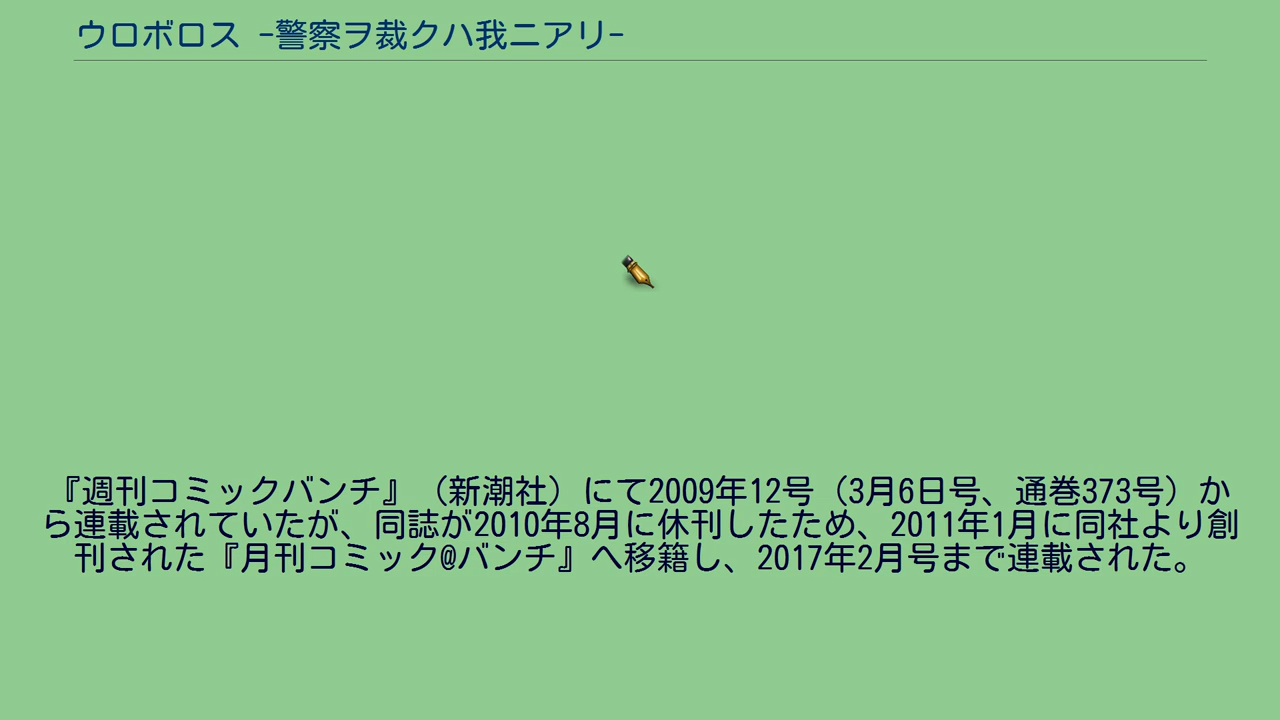 ウロボロス -警察ヲ裁クハ我ニアリ-
『週刊コミックバンチ』（新潮社）にて2009年12号（3月6日号、通巻373号）か
ら連載されていたが、同誌が2010年8月に休刊したため、2011年1月に同社より創
刊された『月刊コミック@バンチ』へ移籍し、2017年2月号まで連載された。